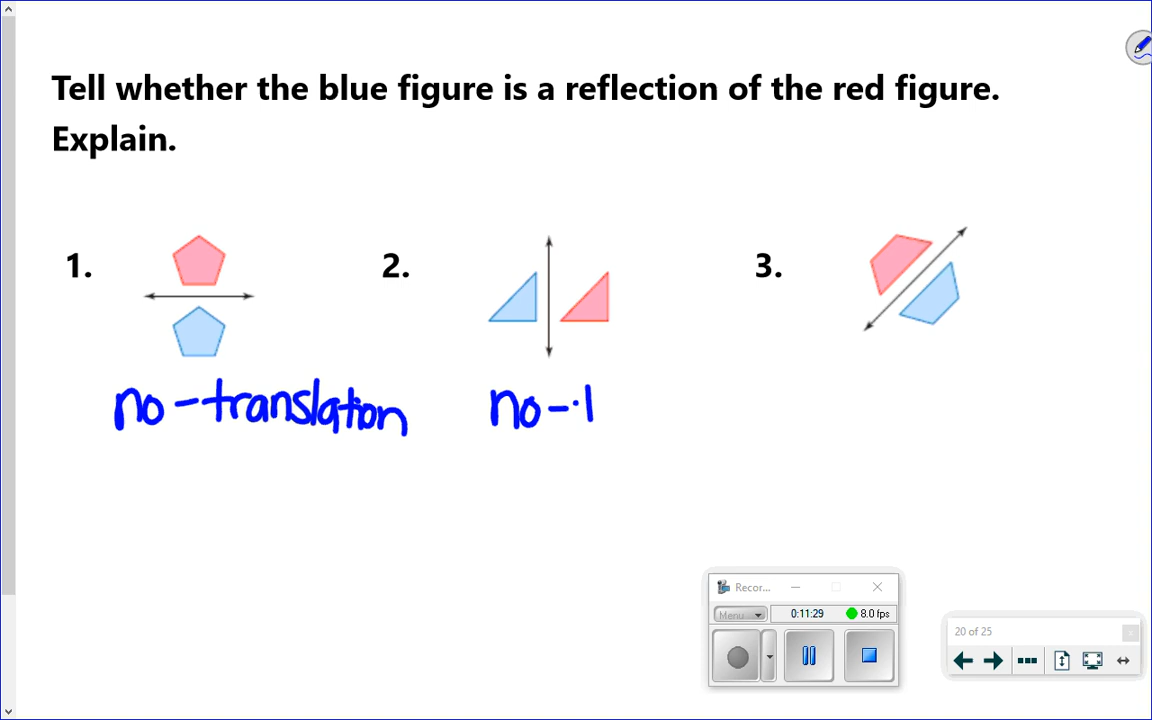 Tell whether the blue figure is a reflection of the red figure.
Explain.
1.
2.
3.
no-translation
no-
Recor...
Menu
0:11:29
8.0 fps
20 of 25